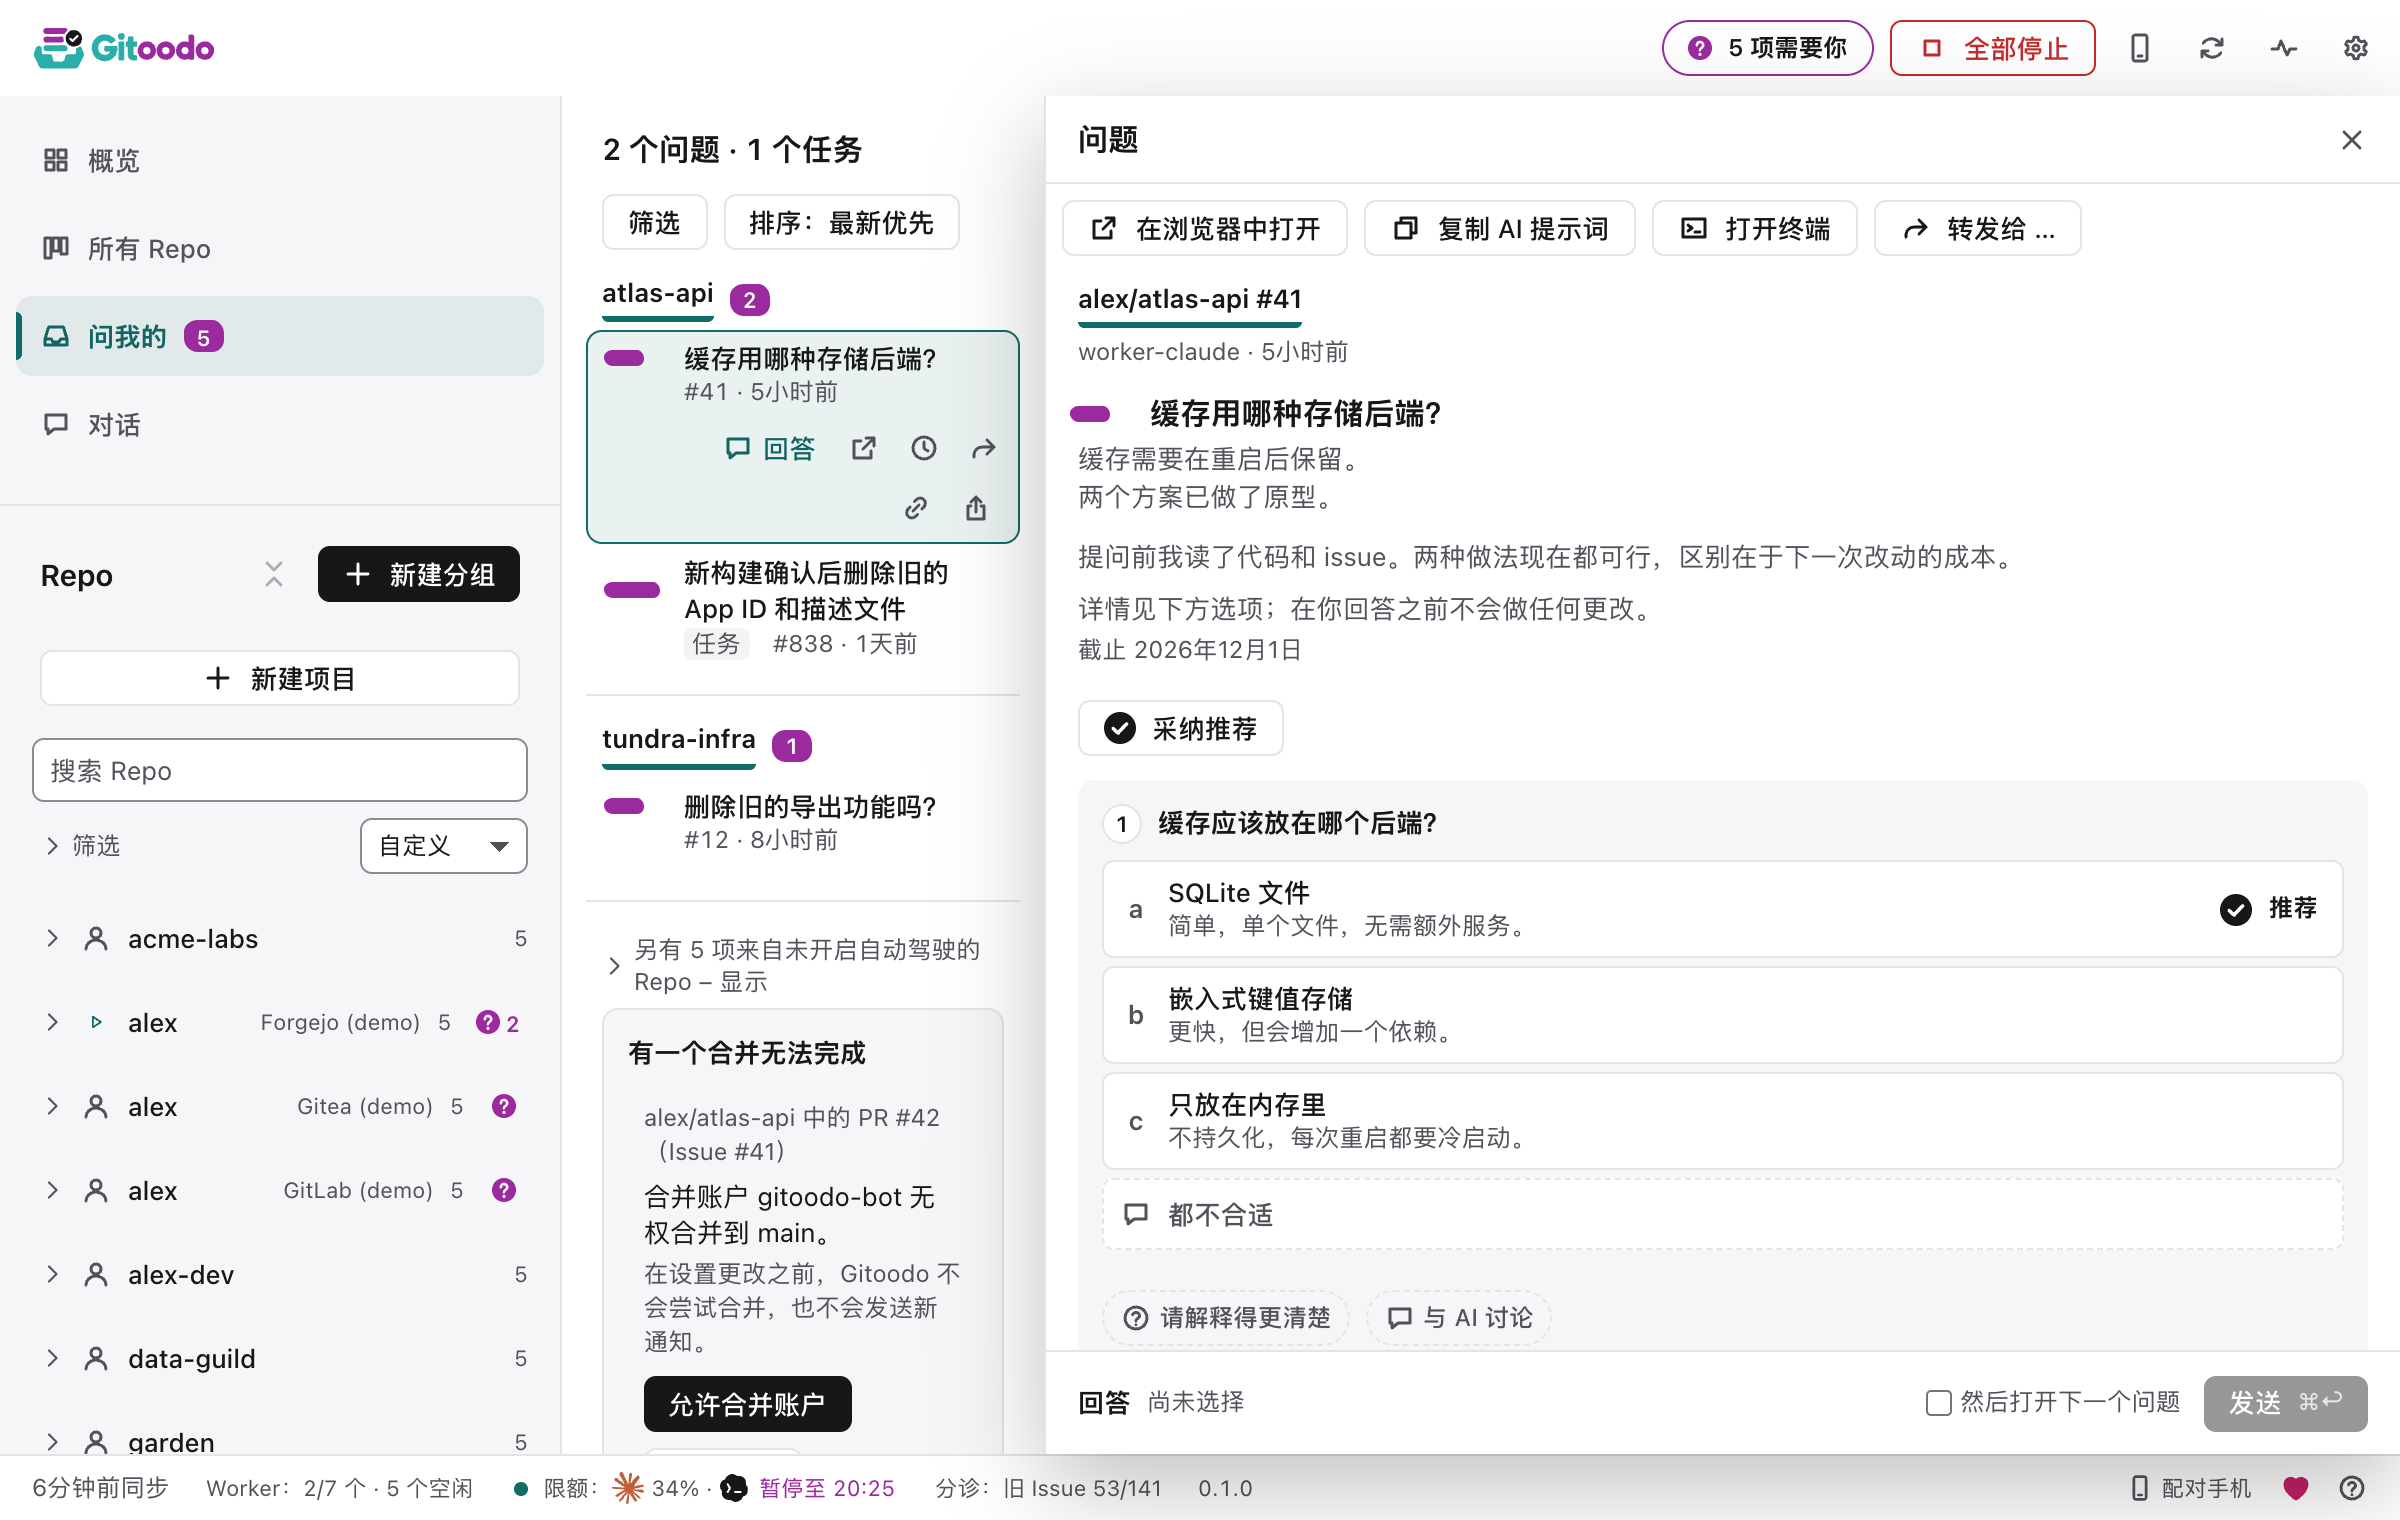 Gitoodo
5 项需要你
全部停止
概览
所有 Repo
问我的 5
对话
Repo
新建分组
新建项目
搜索 Repo
筛选
自定义
acme-labs 5
alex Forgejo (demo) 5 2
alex Gitea (demo) 5
alex GitLab (demo) 5
alex-dev 5
data-guild 5
garden 5
2 个问题 · 1 个任务
筛选
排序：最新优先
atlas-api 2
缓存用哪种存储后端？
#41 · 5小时前
回答
新构建确认后删除旧的
App ID 和描述文件
任务 #838 · 1天前
tundra-infra 1
删除旧的导出功能吗？
#12 · 8小时前
另有 5 项来自未开启自动驾驶的
Repo – 显示
有一个合并无法完成
alex/atlas-api 中的 PR #42
（Issue #41）
合并账户 gitoodo-bot 无
权合并到 main。
在设置更改之前，Gitoodo 不
会尝试合并，也不会发送新
通知。
允许合并账户
问题
在浏览器中打开
复制 AI 提示词
打开终端
转发给 ...
alex/atlas-api #41
worker-claude · 5小时前
缓存用哪种存储后端？
缓存需要在重启后保留。
两个方案已做了原型。
提问前我读了代码和 issue。两种做法现在都可行，区别在于下一次改动的成本。
详情见下方选项；在你回答之前不会做任何更改。
截止 2026年12月1日
采纳推荐
1 缓存应该放在哪个后端？
a SQLite 文件
简单，单个文件，无需额外服务。
推荐
b 嵌入式键值存储
更快，但会增加一个依赖。
c 只放在内存里
不持久化，每次重启都要冷启动。
都不合适
请解释得更清楚
与 AI 讨论
回答 尚未选择
然后打开下一个问题
发送 ⌘↩
6分钟前同步
Worker：2/7 个 · 5 个空闲
限额：34% · 暂停至 20:25
分诊：旧 Issue 53/141
0.1.0
配对手机